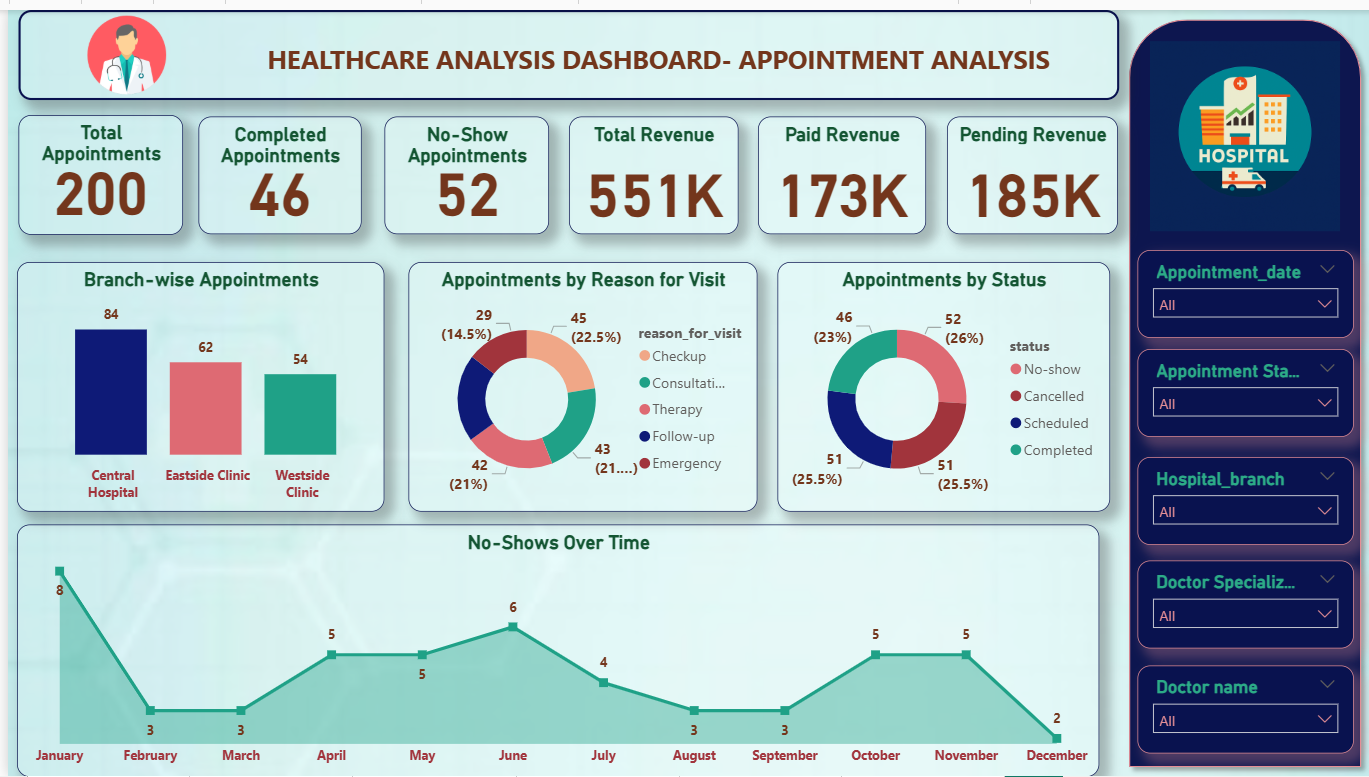 HEALTHCARE ANALYSIS DASHBOARD- APPOINTMENT ANALYSIS
HOSPITAL
Total
Appointments
200
Completed
Appointments
46
No-Show
Appointments
52
Total Revenue
551K
Paid Revenue
173K
Pending Revenue
185K
Branch-wise Appointments
84
62
54
Central
Hospital
Eastside Clinic
Westside
Clinic
Appointments by Reason for Visit
29
(14.5%)
45
(22.5%)
42
(21%)
43
(21....)
reason_for_visit
Checkup
Consultati...
Therapy
Follow-up
Emergency
Appointments by Status
46
(23%)
52
(26%)
51
(25.5%)
51
(25.5%)
status
No-show
Cancelled
Scheduled
Completed
No-Shows Over Time
8
3
3
5
5
6
4
3
3
5
5
2
January
February
March
April
May
June
July
August
September
October
November
December
Appointment_date
All
Appointment Sta...
All
Hospital_branch
All
Doctor Specializ...
All
Doctor name
All